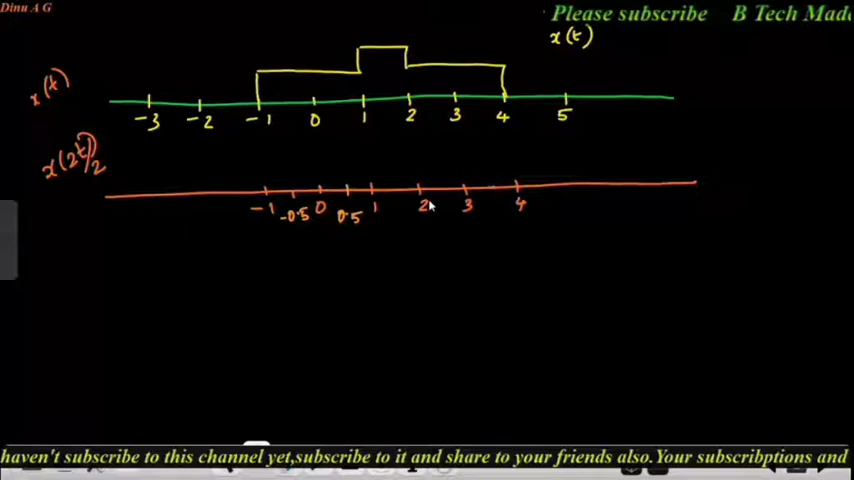 Dinu A G
Please subscribe B Tech Made
x(t)
x(t)
-3 -2 -1 0 1 2 3 4 5
x(2t)/2
-1 -0.5 0 0.5 1 2 3 4
haven't subscribe to this channel yet,subscribe to it and share to your friends also.Your subscribptions and